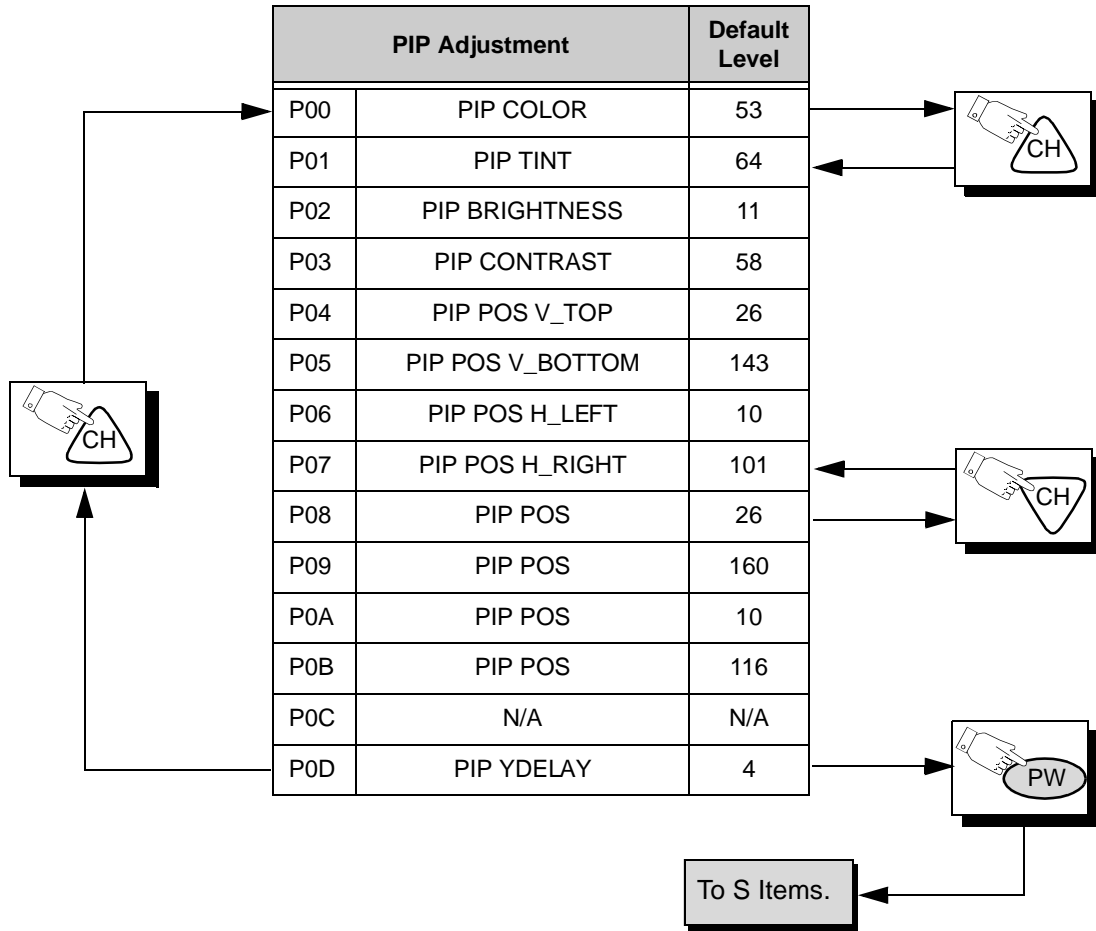 PIP Adjustment Default Level
P00 PIP COLOR 53
CH
P01 PIP TINT 64
P02 PIP BRIGHTNESS 11
P03 PIP CONTRAST 58
P04 PIP POS V_TOP 26
P05 PIP POS V_BOTTOM 143
P06 PIP POS H_LEFT 10
CH
P07 PIP POS H_RIGHT 101
CH
P08 PIP POS 26
P09 PIP POS 160
P0A PIP POS 10
P0B PIP POS 116
P0C N/A N/A
P0D PIP YDELAY 4
PW
To S Items.